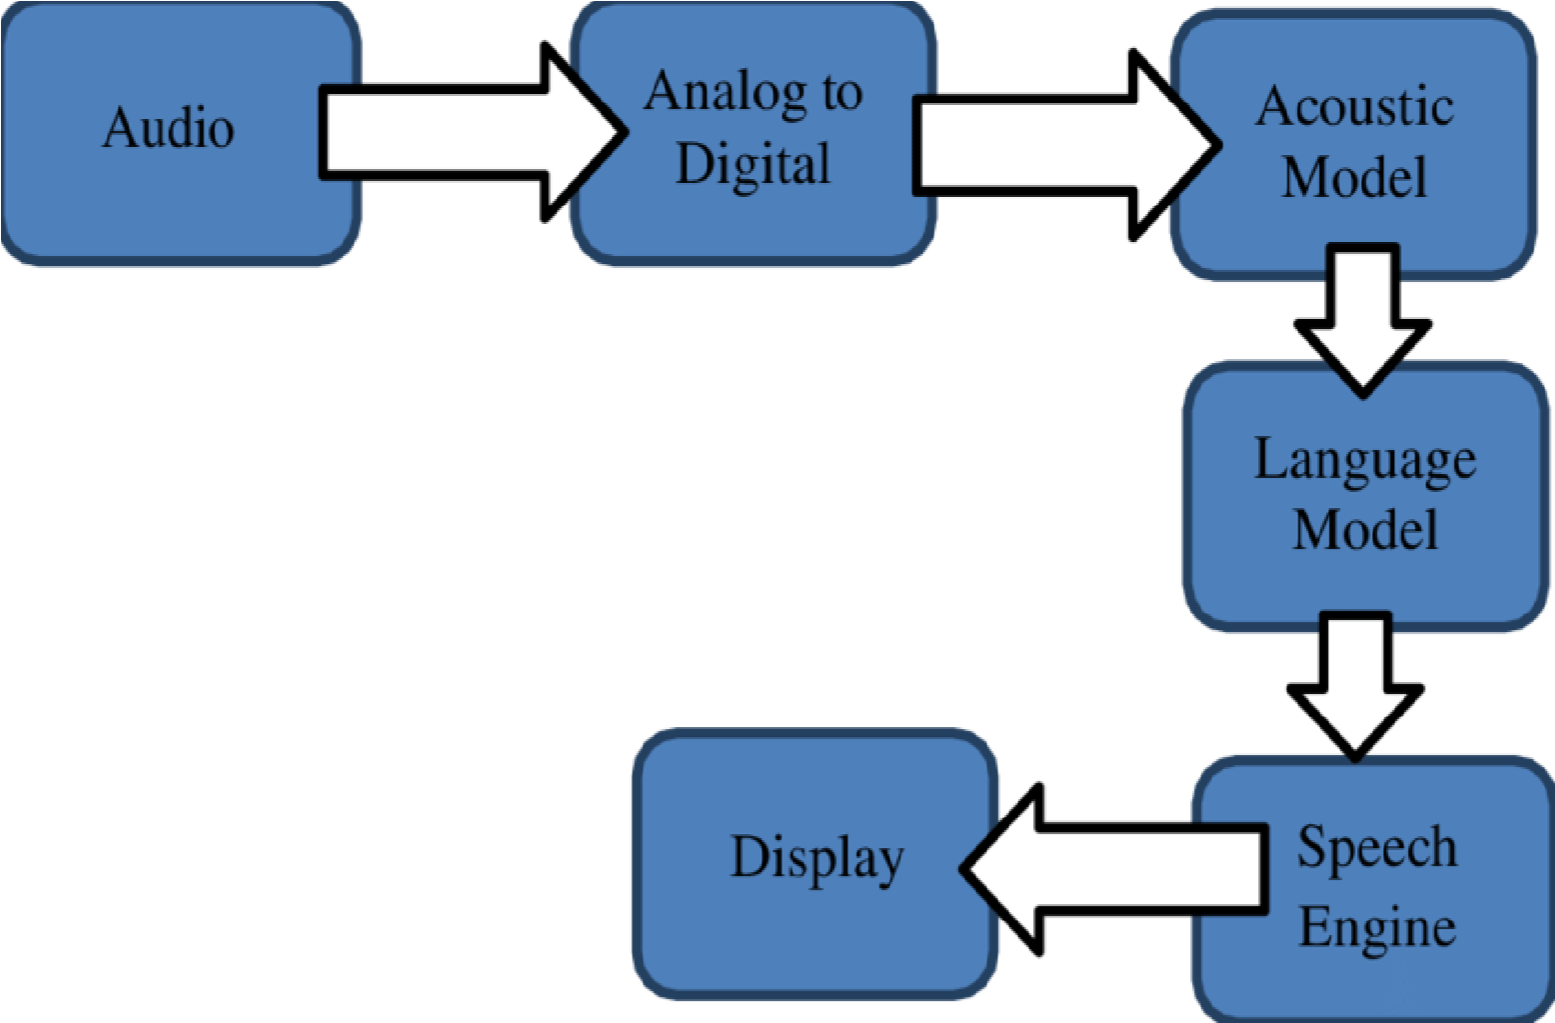 Audio
Analog to
Digital
Acoustic
Model
Language
Model
Speech
Engine
Display